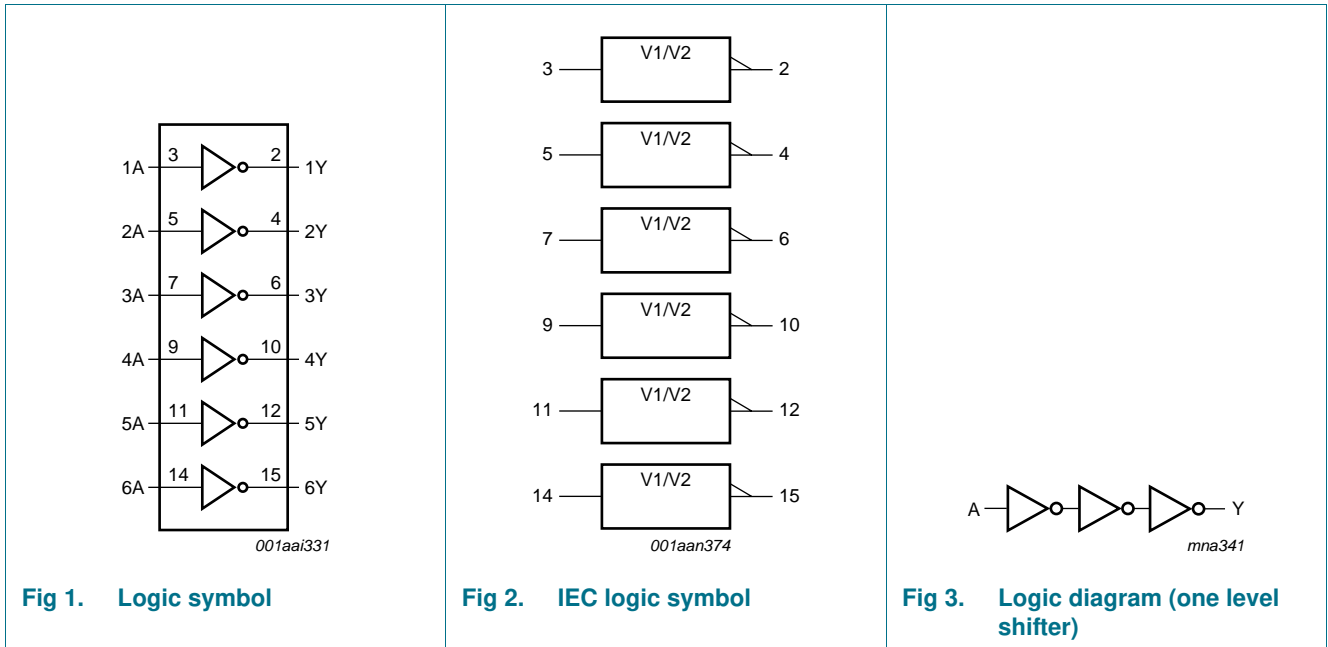 1A 3 2 1Y
2A 5 4 2Y
3A 7 6 3Y
4A 9 10 4Y
5A 11 12 5Y
6A 14 15 6Y
001aai331
Fig 1. Logic symbol
V1/V2
3 2
V1/V2
5 4
V1/V2
7 6
V1/V2
9 10
V1/V2
11 12
V1/V2
14 15
001aan374
Fig 2. IEC logic symbol
A Y
mna341
Fig 3. Logic diagram (one level
shifter)